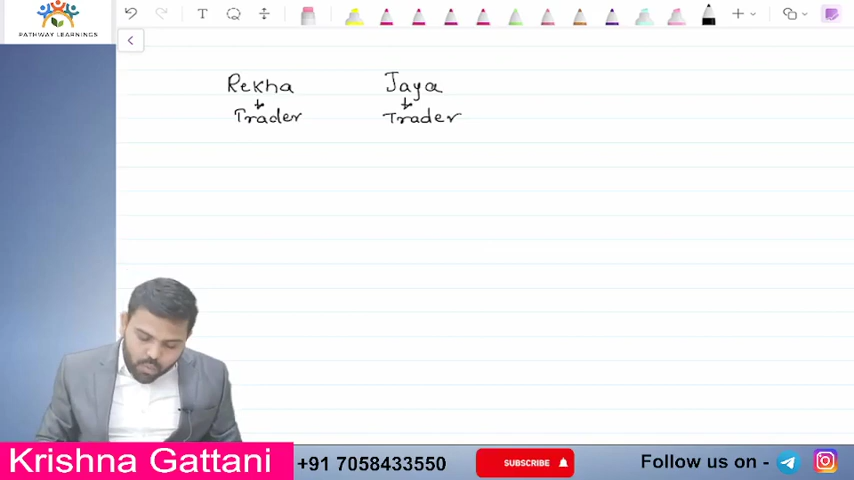 PATHWAY LEARNINGS
T
Rekha Jaya
Trader Trader
Krishna Gattani +91 7058433550 SUBSCRIBE Follow us on -